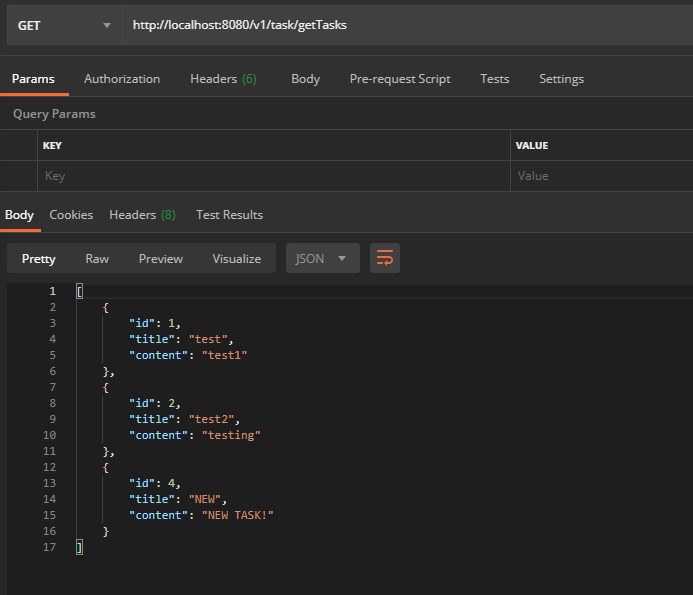 GET http://localhost:8080/v1/task/getTasks
Params Authorization Headers (6) Body Pre-request Script Tests Settings
Query Params
KEY VALUE
Key Value
Body Cookies Headers (8) Test Results
Pretty Raw Preview Visualize JSON
1 [
2 {
3 "id": 1,
4 "title": "test",
5 "content": "test1"
6 },
7 {
8 "id": 2,
9 "title": "test2",
10 "content": "testing"
11 },
12 {
13 "id": 4,
14 "title": "NEW",
15 "content": "NEW TASK!"
16 }
17 ]